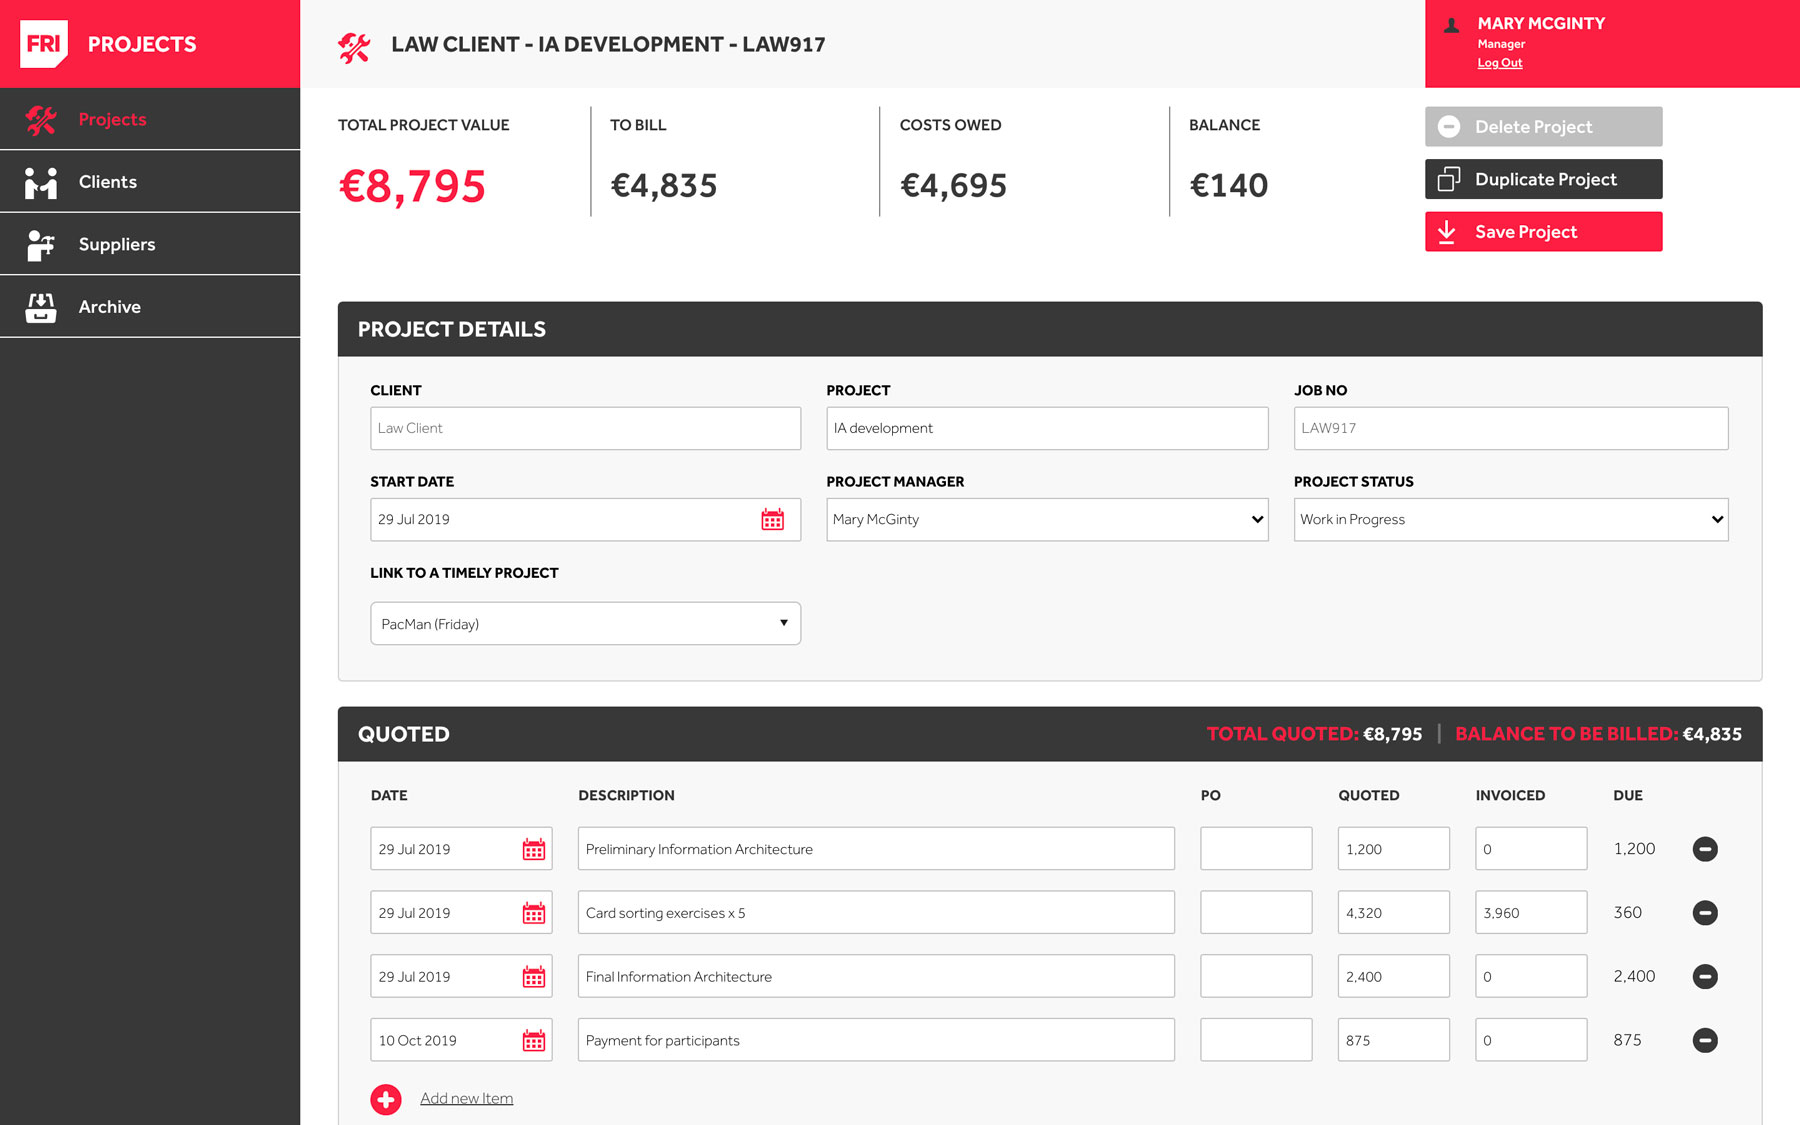 FRI PROJECTS
LAW CLIENT - IA DEVELOPMENT - LAW917
MARY MCGINTY
Manager
Log Out
Projects
Clients
Suppliers
Archive
TOTAL PROJECT VALUE
€8,795
TO BILL
€4,835
COSTS OWED
€4,695
BALANCE
€140
Delete Project
Duplicate Project
Save Project
PROJECT DETAILS
CLIENT PROJECT JOB NO
Law Client IA development LAW917
START DATE PROJECT MANAGER PROJECT STATUS
29 Jul 2019 Mary McGinty Work in Progress
LINK TO A TIMELY PROJECT
PacMan (Friday)
QUOTED TOTAL QUOTED: €8,795 | BALANCE TO BE BILLED: €4,835
DATE DESCRIPTION PO QUOTED INVOICED DUE
29 Jul 2019 Preliminary Information Architecture 1,200 0 1,200
29 Jul 2019 Card sorting exercises x 5 4,320 3,960 360
29 Jul 2019 Final Information Architecture 2,400 0 2,400
10 Oct 2019 Payment for participants 875 0 875
Add new Item